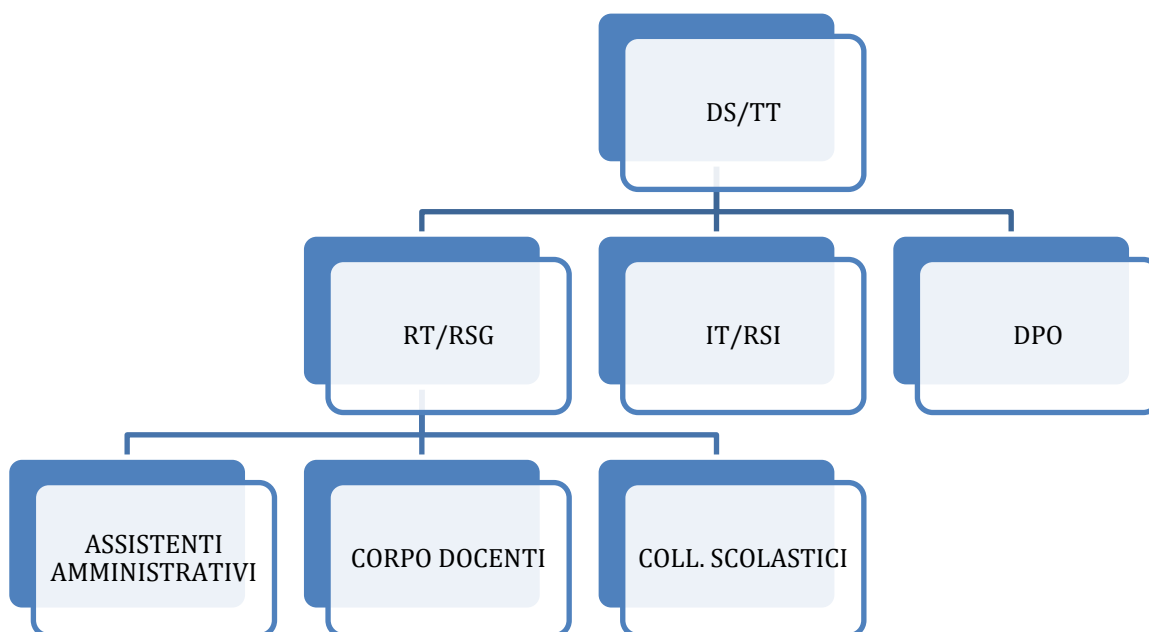 DS/TT
RT/RSG
IT/RSI
DPO
ASSISTENTI
AMMINISTRATIVI
CORPO DOCENTI
COLL. SCOLASTICI